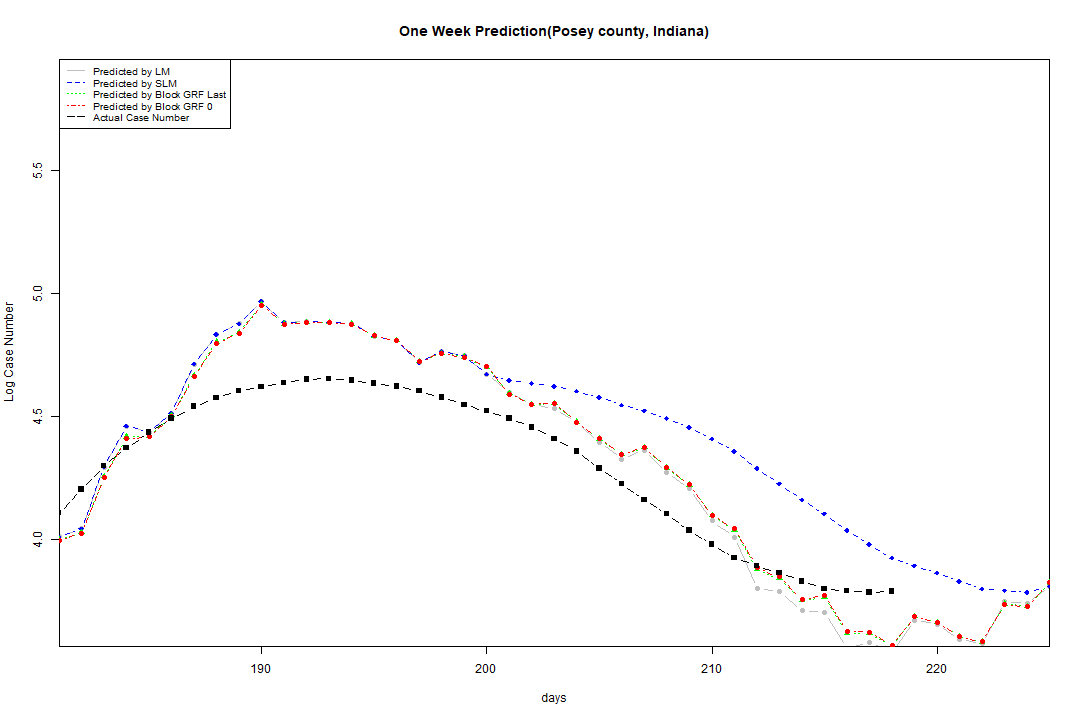 One Week Prediction(Posey county, Indiana)
Predicted by LM
Predicted by SLM
Predicted by Block GRF Last
Predicted by Block GRF 0
Actual Case Number
5.5
5.0
4.5
4.0
Log Case Number
190
200
210
220
days